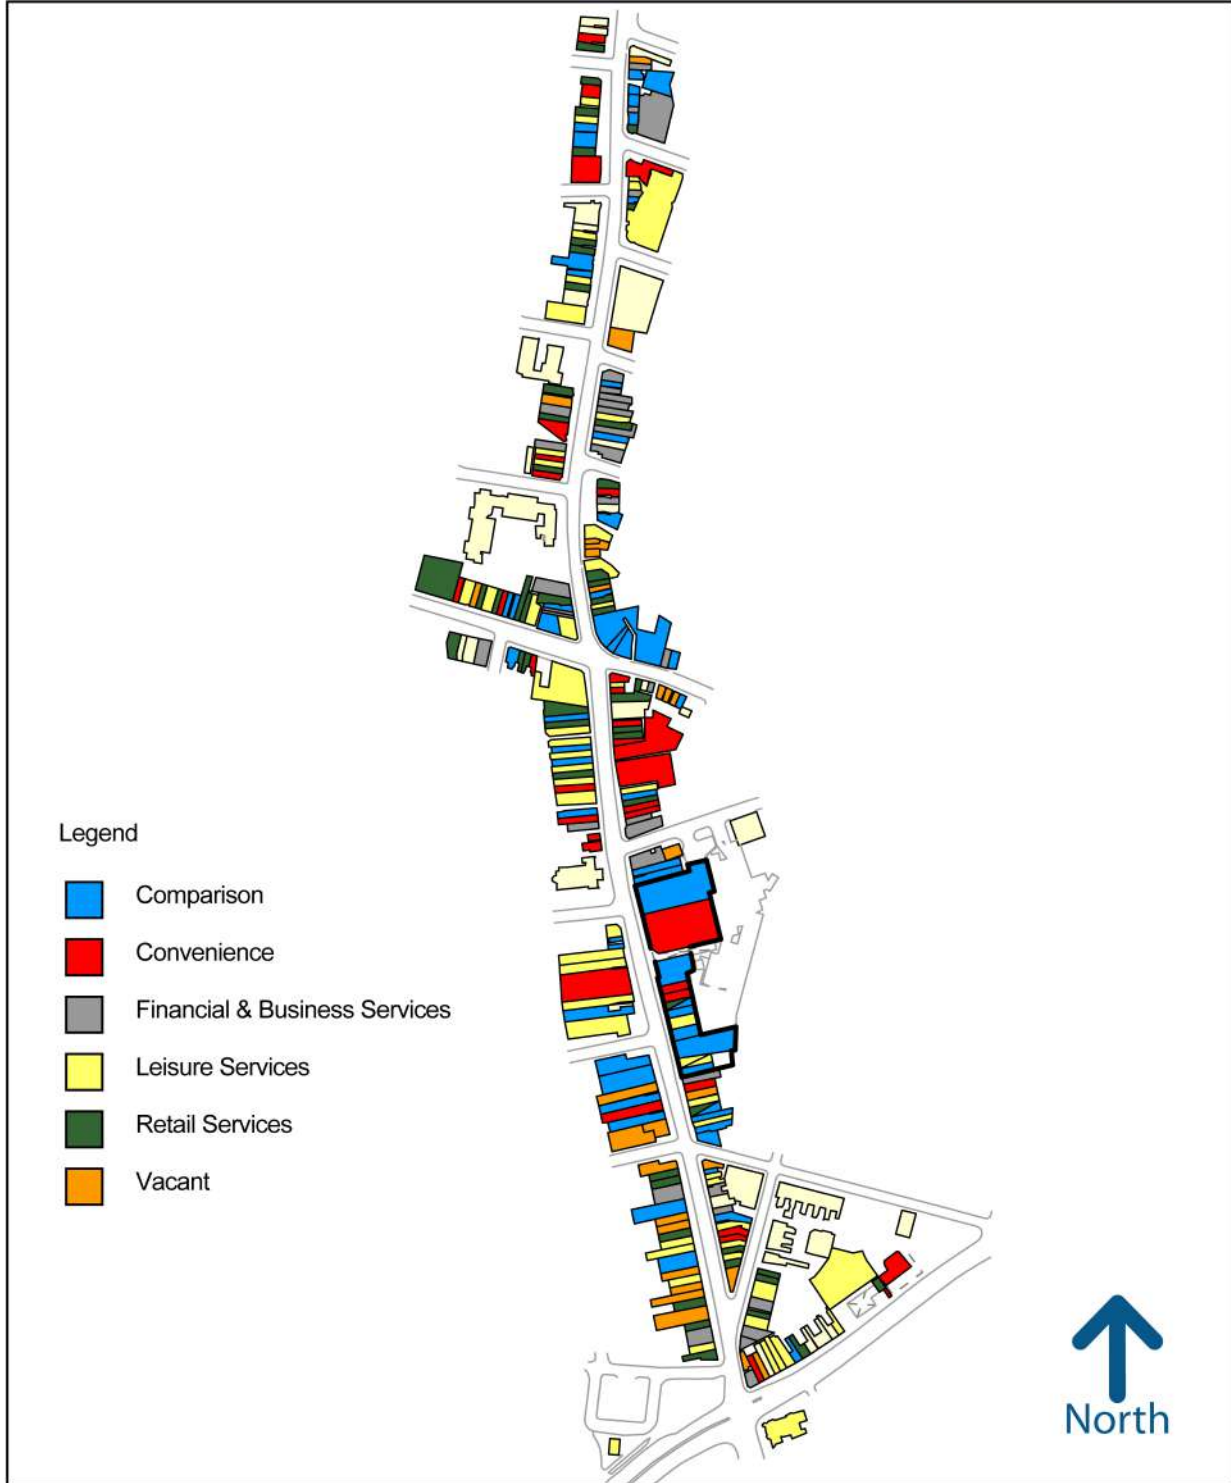 Legend
Comparison
Convenience
Financial & Business Services
Leisure Services
Retail Services
Vacant
North